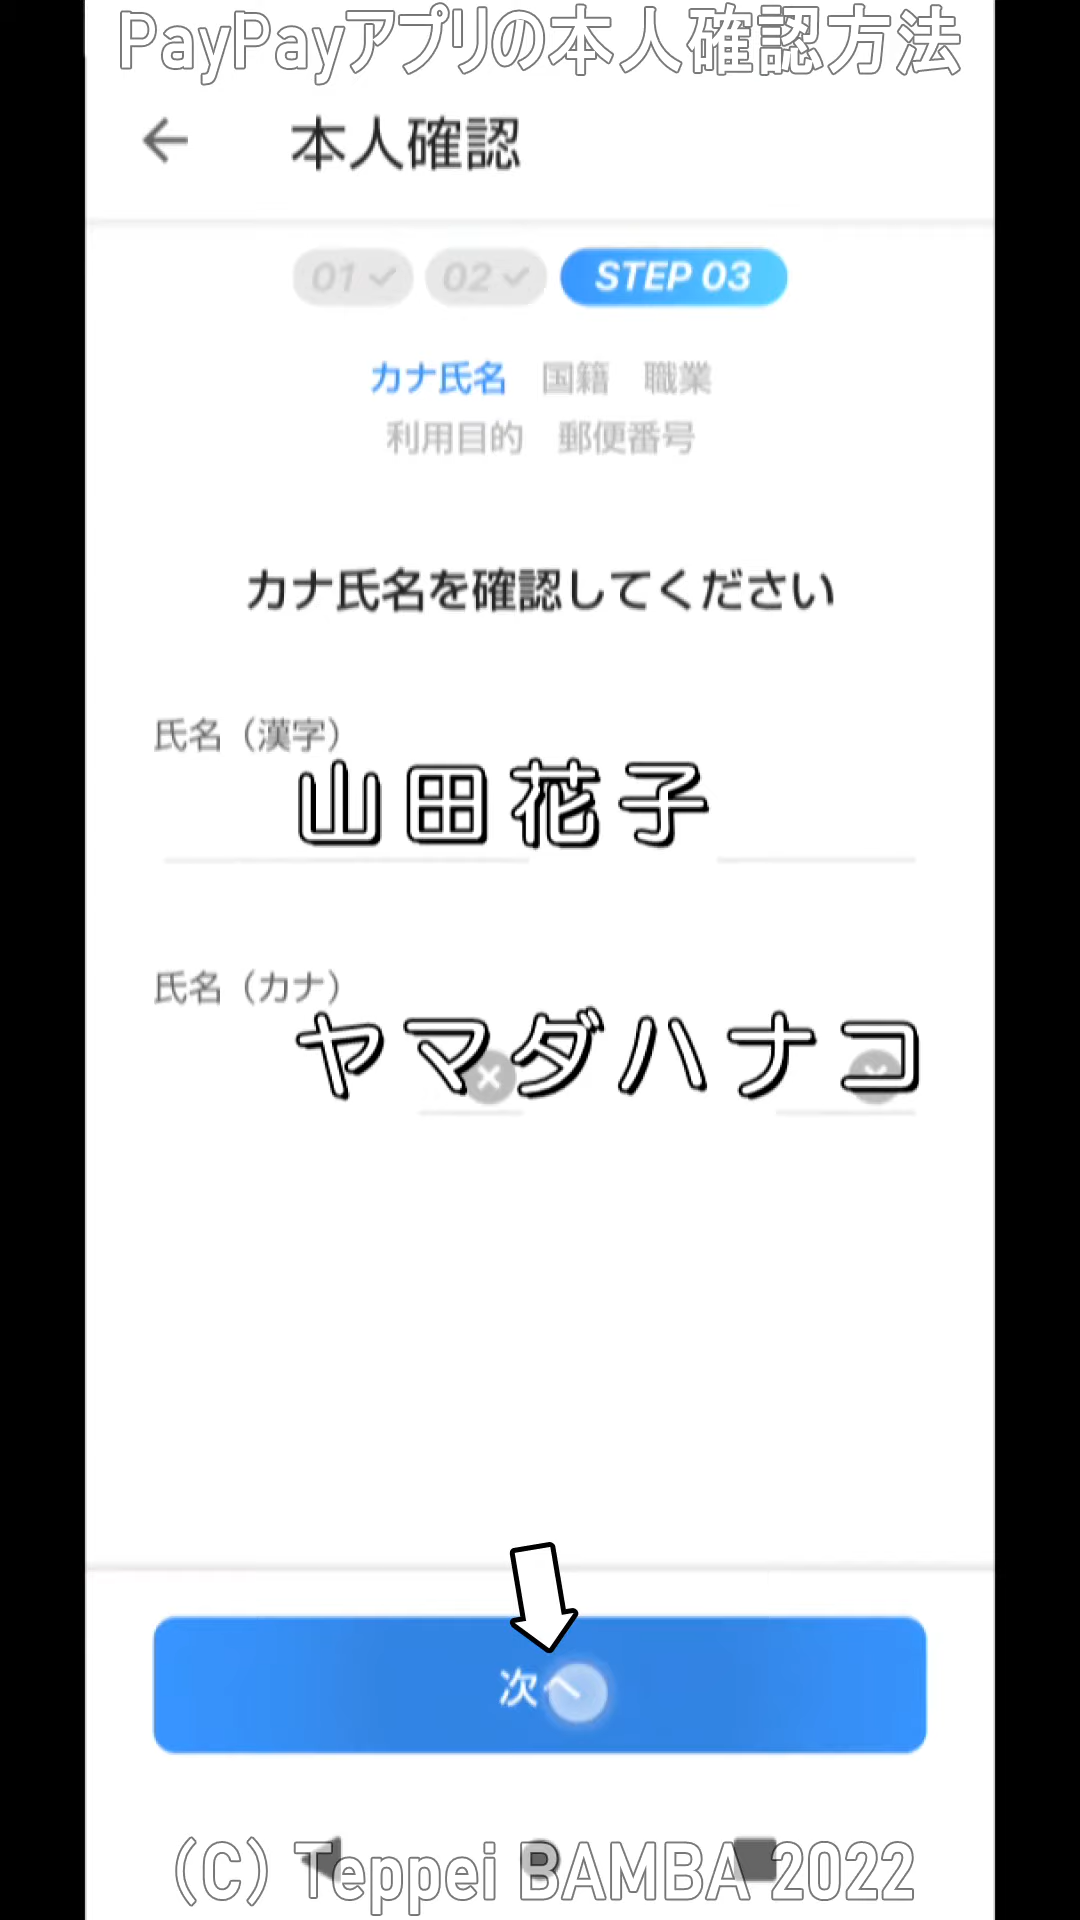 PayPayアプリの本人確認方法
本人確認
01 02 STEP 03
カナ氏名 国籍 職業
利用目的 郵便番号
カナ氏名を確認してください
氏名（漢字）
山田花子
氏名（カナ）
ヤマダハナコ
次へ
(C) Teppei BAMBA 2022